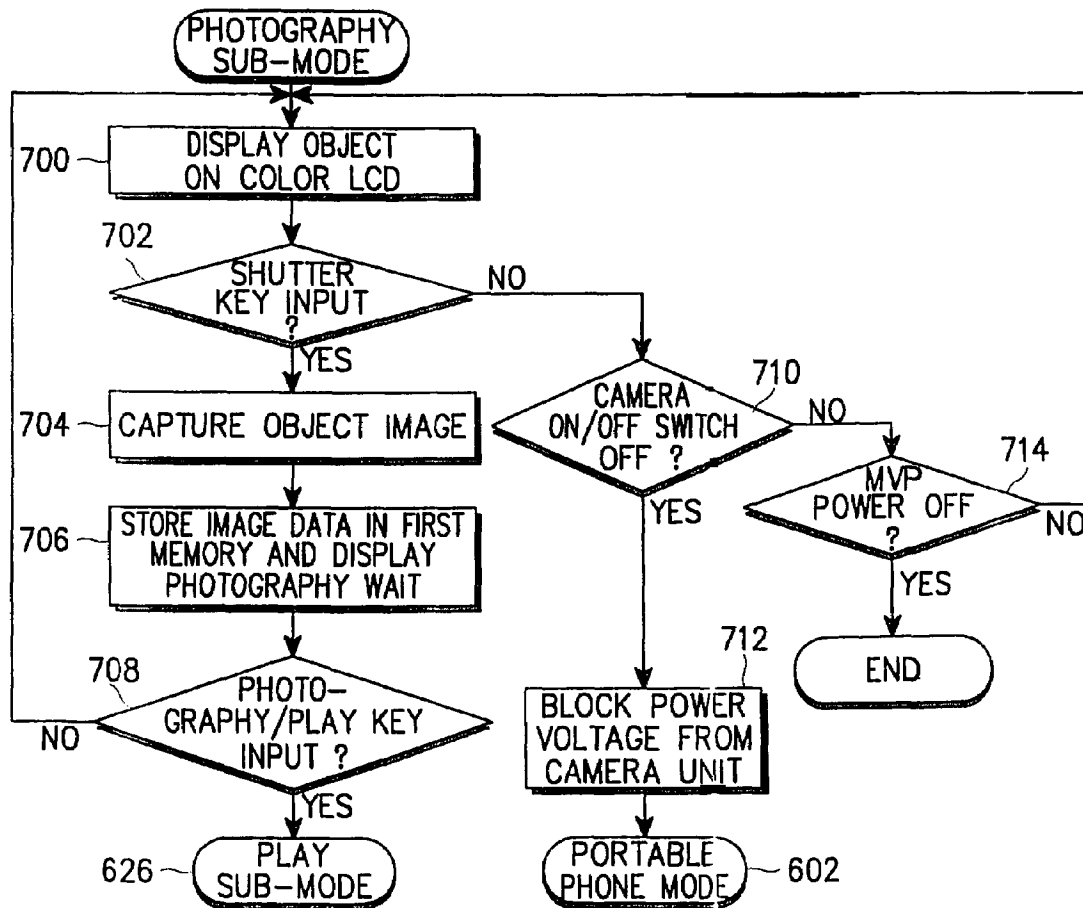 PHOTOGRAPHY
SUB-MODE
700
DISPLAY OBJECT
ON COLOR LCD
702
SHUTTER
KEY INPUT
?
NO
YES
704
CAPTURE OBJECT IMAGE
710
CAMERA
ON/OFF SWITCH
OFF ?
NO
YES
714
MVP
POWER OFF
?
NO
YES
END
706
STORE IMAGE DATA IN FIRST
MEMORY AND DISPLAY
PHOTOGRAPHY WAIT
708
PHOTO-
GRAPHY/PLAY KEY
INPUT ?
NO
YES
712
BLOCK POWER
VOLTAGE FROM
CAMERA UNIT
626
PLAY
SUB-MODE
PORTABLE
PHONE MODE
602